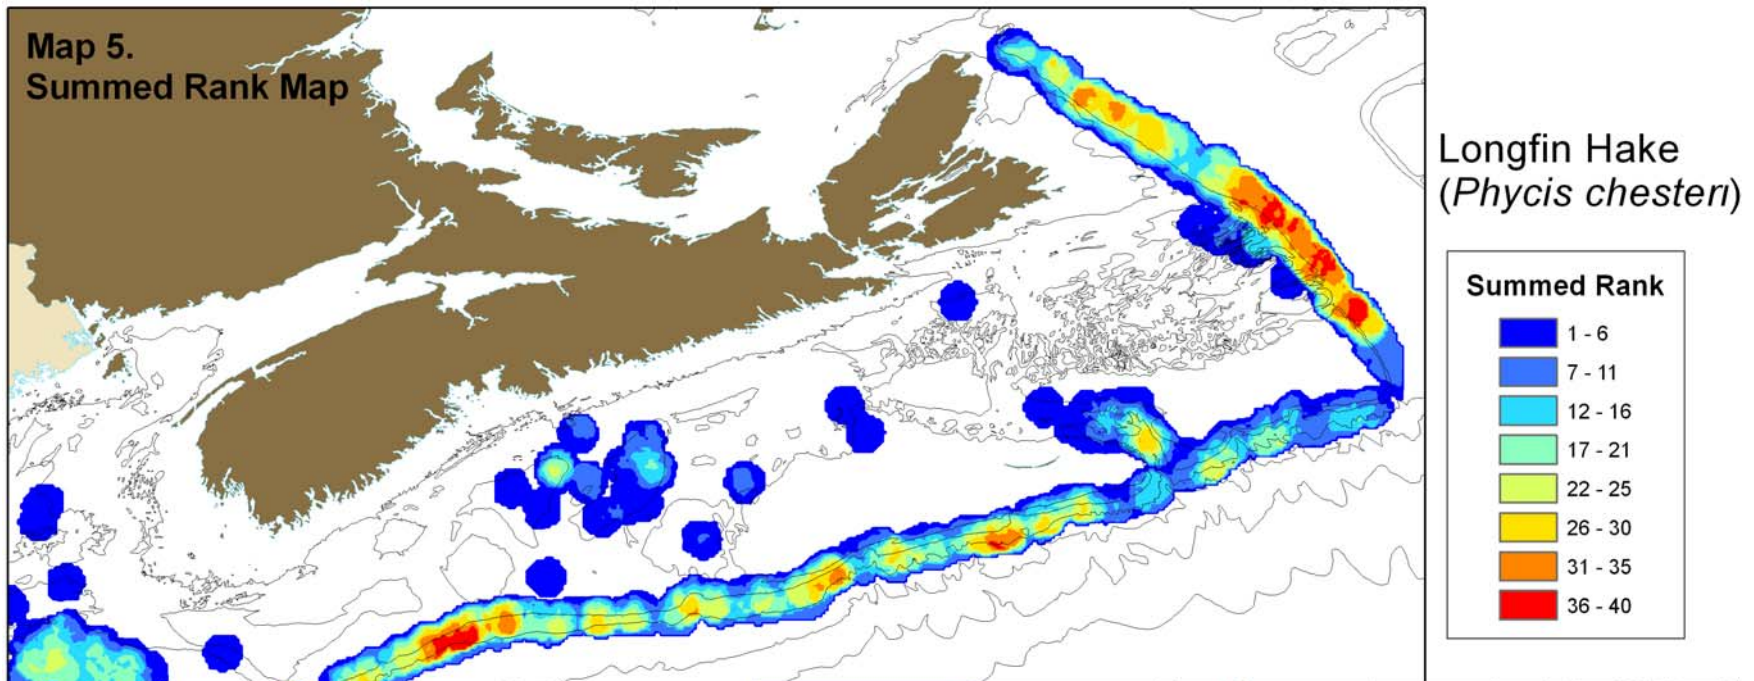 Map 5.
Summed Rank Map
Longfin Hake
(Phycis chesteri)
Summed Rank
1 - 6
7 - 11
12 - 16
17 - 21
22 - 25
26 - 30
31 - 35
36 - 40